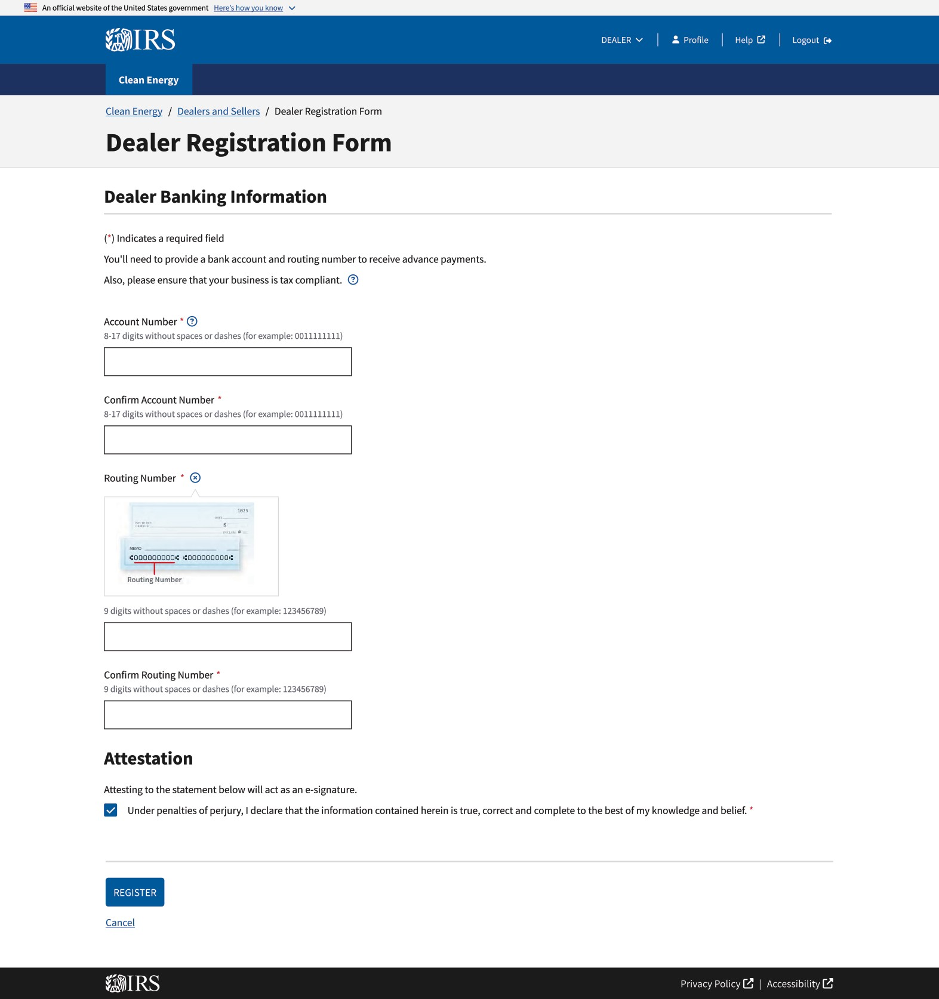 An official website of the United States government Here's how you know
IRS
DEALER
Profile
Help
Logout
Clean Energy
Clean Energy / Dealers and Sellers / Dealer Registration Form
Dealer Registration Form
Dealer Banking Information
(*) Indicates a required field
You'll need to provide a bank account and routing number to receive advance payments.
Also, please ensure that your business is tax compliant. ?
Account Number * ?
8-17 digits without spaces or dashes (for example: 0011111111)
Confirm Account Number *
8-17 digits without spaces or dashes (for example: 0011111111)
Routing Number *
1025
DATE
PAY TO THE
ORDER OF
$
DOLLARS
MEMO
⑆000000000⑆ ⑆0000000000⑆
Routing Number
9 digits without spaces or dashes (for example: 123456789)
Confirm Routing Number *
9 digits without spaces or dashes (for example: 123456789)
Attestation
Attesting to the statement below will act as an e-signature.
Under penalties of perjury, I declare that the information contained herein is true, correct and complete to the best of my knowledge and belief. *
REGISTER
Cancel
IRS
Privacy Policy | Accessibility